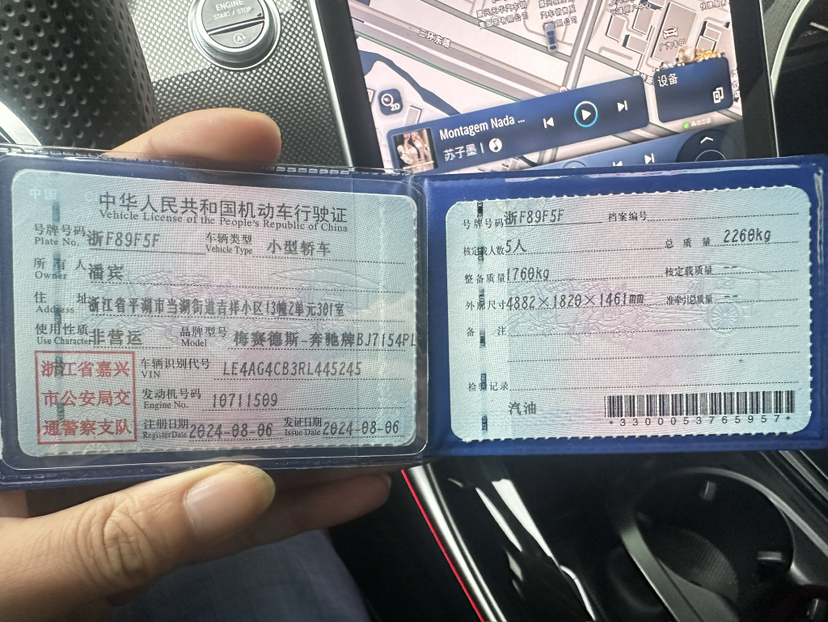 ENGINE
START / STOP
三环东路
2D
Montagem Nada ...
苏子墨
设备
中华人民共和国机动车行驶证
Vehicle License of the People's Republic of China
号牌号码 浙F89F5F 车辆类型 小型轿车
Plate No. Vehicle Type
所有人 潘宾
Owner
住址 浙江省平湖市当湖街道吉祥小区13幢2单元301室
Address
使用性质 非营运 品牌型号 梅赛德斯-奔驰牌BJ7154PL
Use Character Model
浙江省嘉兴
市公安局交
通警察支队
车辆识别代号 LE4AG4CB3RL445245
VIN
发动机号码 10711509
Engine No.
注册日期 2024-08-06 发证日期 2024-08-06
Register Date Issue Date
号牌号码 浙F89F5F 档案编号
核定载人数 5人 总质量 2260kg
整备质量 1760kg 核定载质量 --
外廓尺寸 4882×1820×1461mm 准牵引总质量 --
备注
检验记录
汽油
*3300053765957*